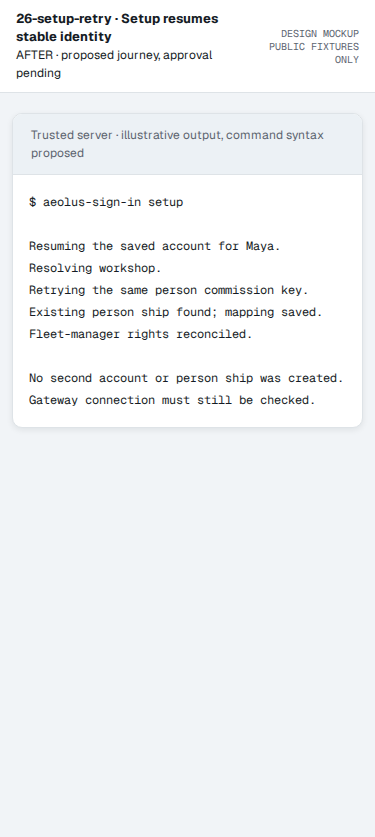 26-setup-retry · Setup resumes
stable identity
AFTER · proposed journey, approval
pending
DESIGN MOCKUP
PUBLIC FIXTURES
ONLY
Trusted server · illustrative output, command syntax
proposed
$ aeolus-sign-in setup
Resuming the saved account for Maya.
Resolving workshop.
Retrying the same person commission key.
Existing person ship found; mapping saved.
Fleet-manager rights reconciled.
No second account or person ship was created.
Gateway connection must still be checked.